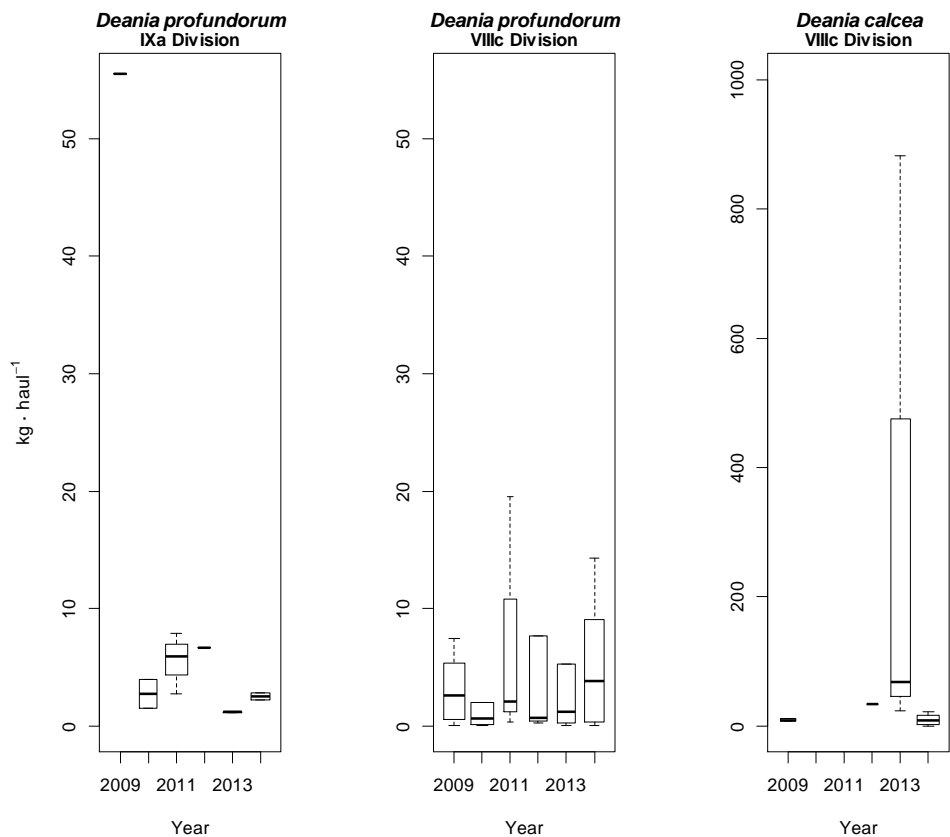 Deania profundorum
IXa Division
Deania profundorum
VIIIc Division
Deania calcea
VIIIc Division
kg · haul⁻¹
50
40
30
20
10
0
2009 2011 2013
Year
50
40
30
20
10
0
2009 2011 2013
Year
1000
800
600
400
200
0
2009 2011 2013
Year